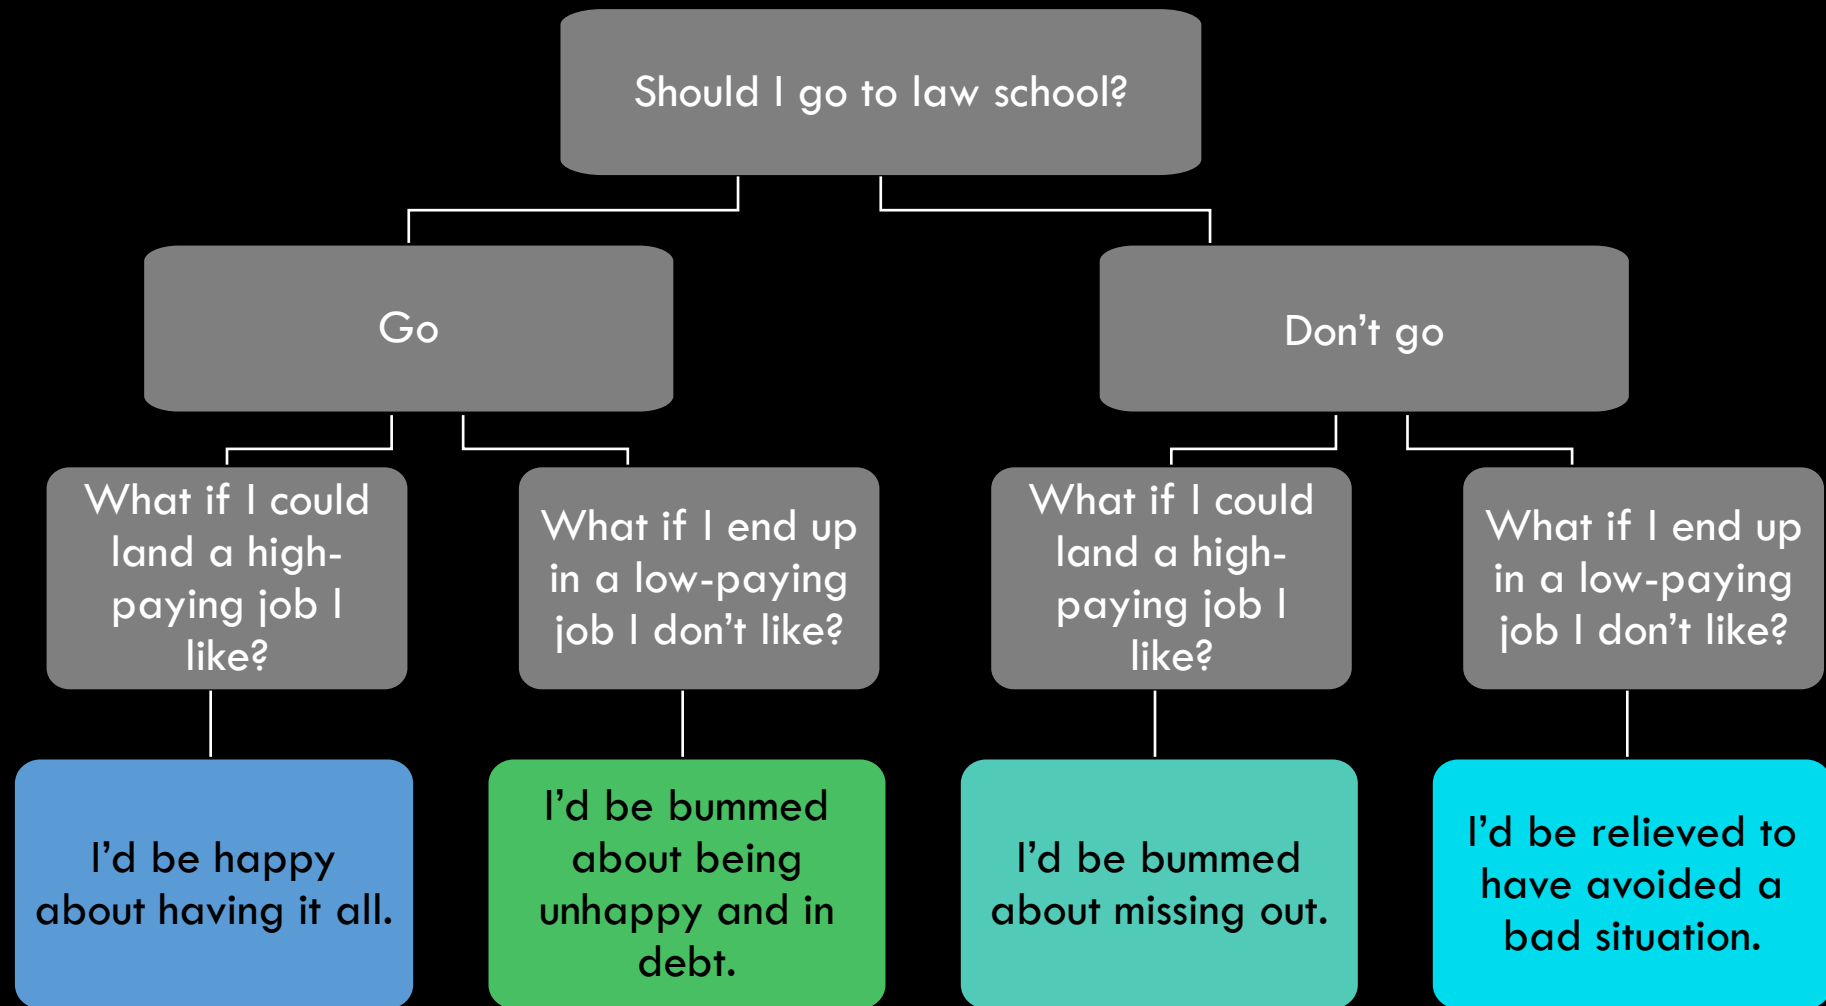 Should I go to law school?
Go
Don’t go
What if I could
land a high-
paying job I
like?
What if I end up
in a low-paying
job I don’t like?
What if I could
land a high-
paying job I
like?
What if I end up
in a low-paying
job I don’t like?
I’d be happy
about having it all.
I’d be bummed
about being
unhappy and in
debt.
I’d be bummed
about missing out.
I’d be relieved to
have avoided a
bad situation.